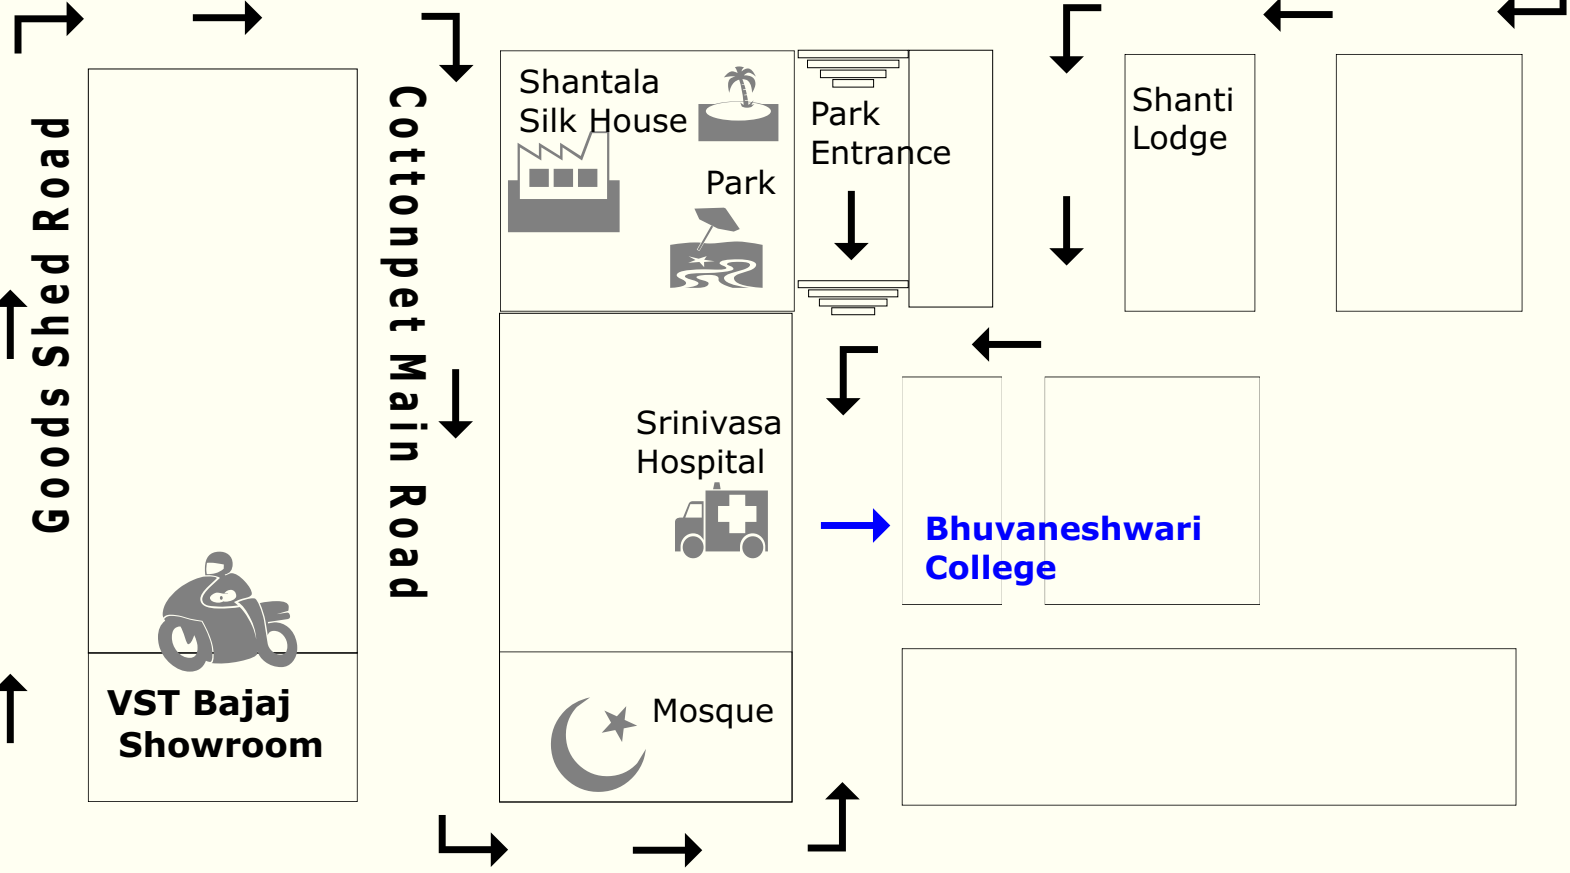 Goods Shed Road
Cottonpet Main Road
Shantala
Silk House
Park
Park
Entrance
Shanti
Lodge
Srinivasa
Hospital
Bhuvaneshwari
College
VST Bajaj
Showroom
Mosque